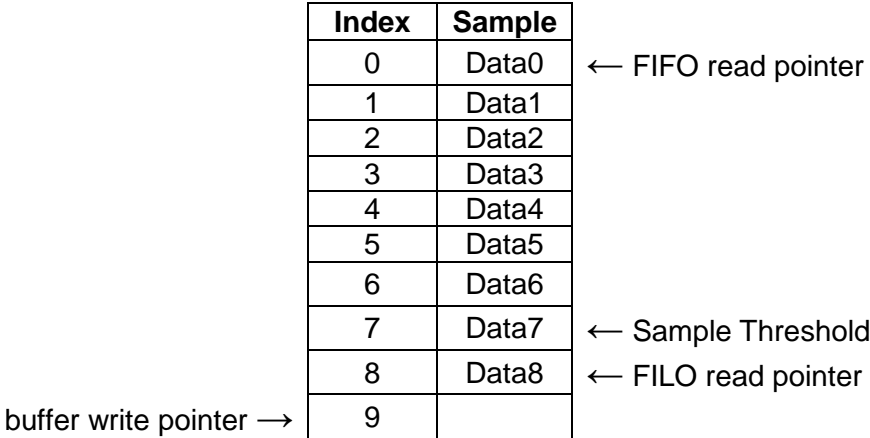 Index Sample
0 Data0 ← FIFO read pointer
1 Data1
2 Data2
3 Data3
4 Data4
5 Data5
6 Data6
7 Data7 ← Sample Threshold
8 Data8 ← FILO read pointer
buffer write pointer → 9